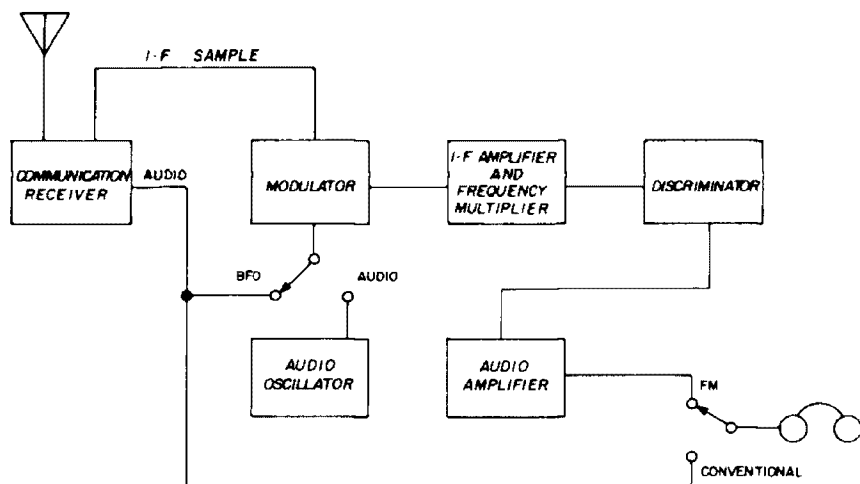 I-F SAMPLE
COMMUNICATION
RECEIVER
AUDIO
MODULATOR
I-F AMPLIFIER
AND
FREQUENCY
MULTIPLIER
DISCRIMINATOR
BFO
AUDIO
AUDIO
OSCILLATOR
AUDIO
AMPLIFIER
FM
CONVENTIONAL